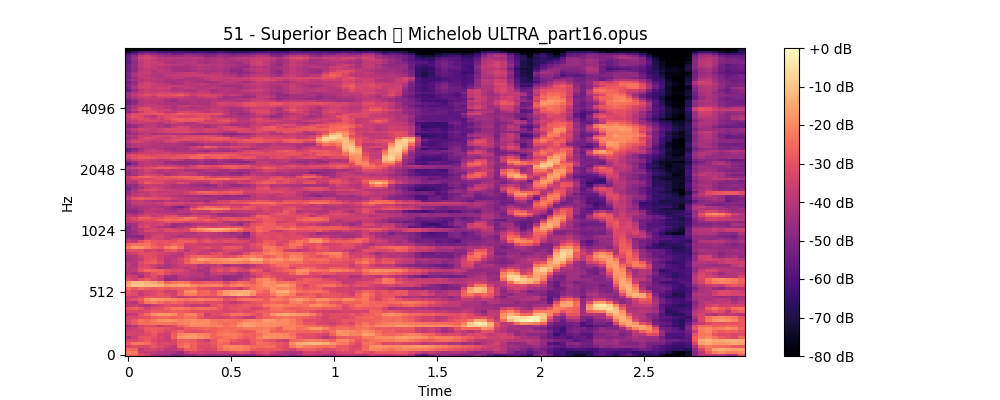 51 - Superior Beach ▯ Michelob ULTRA_part16.opus
Hz
4096
2048
1024
512
0
0 0.5 1 1.5 2 2.5
Time
+0 dB
-10 dB
-20 dB
-30 dB
-40 dB
-50 dB
-60 dB
-70 dB
-80 dB